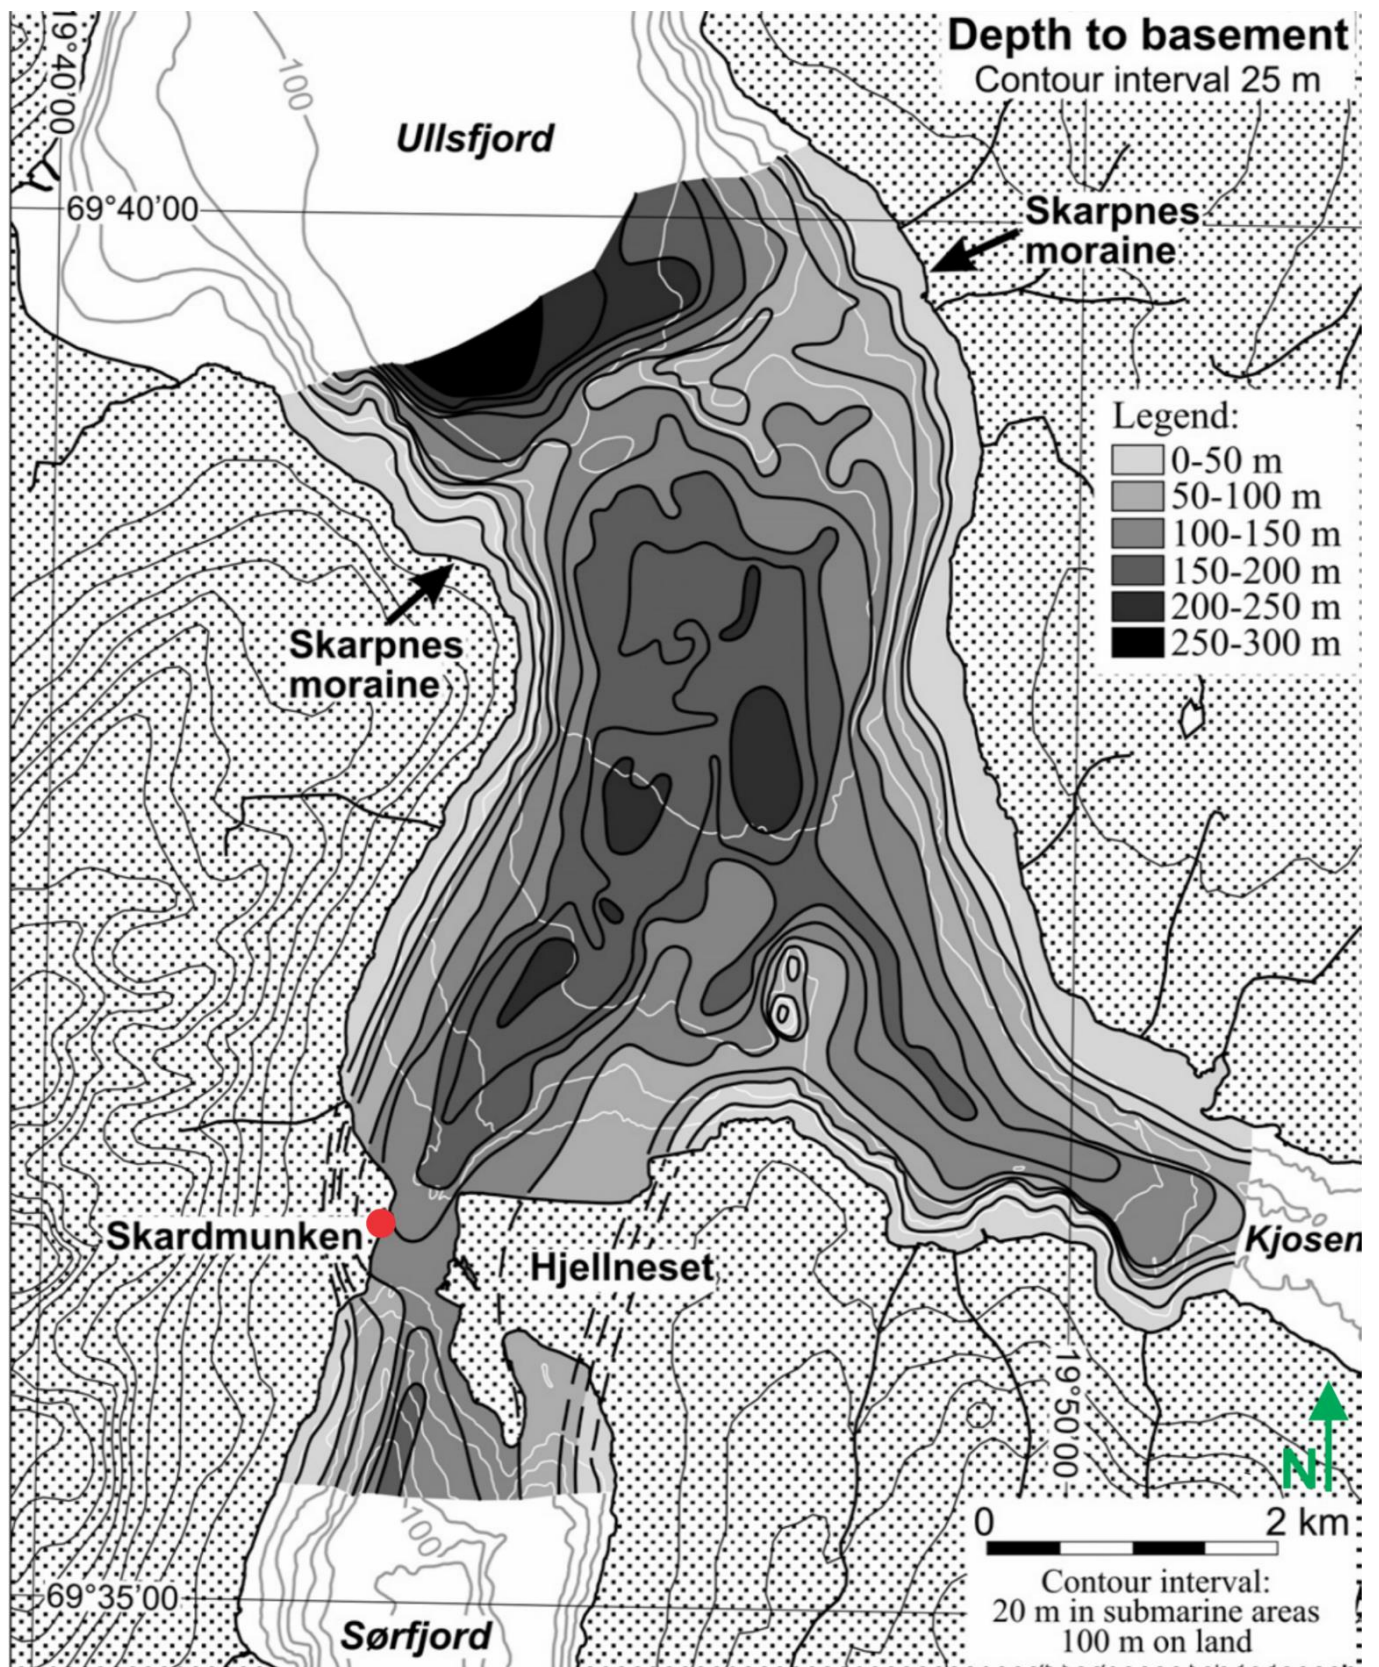 Depth to basement
Contour interval 25 m
19°40'00
100
Ullsfjord
69°40'00
Skarpnes
moraine
Legend:
0-50 m
50-100 m
100-150 m
150-200 m
200-250 m
250-300 m
Skarpnes
moraine
Skardmunken
Hjellneset
Kjosen
19°50'00
N
100
0 2 km
Contour interval:
20 m in submarine areas
100 m on land
69°35'00
Sørfjord